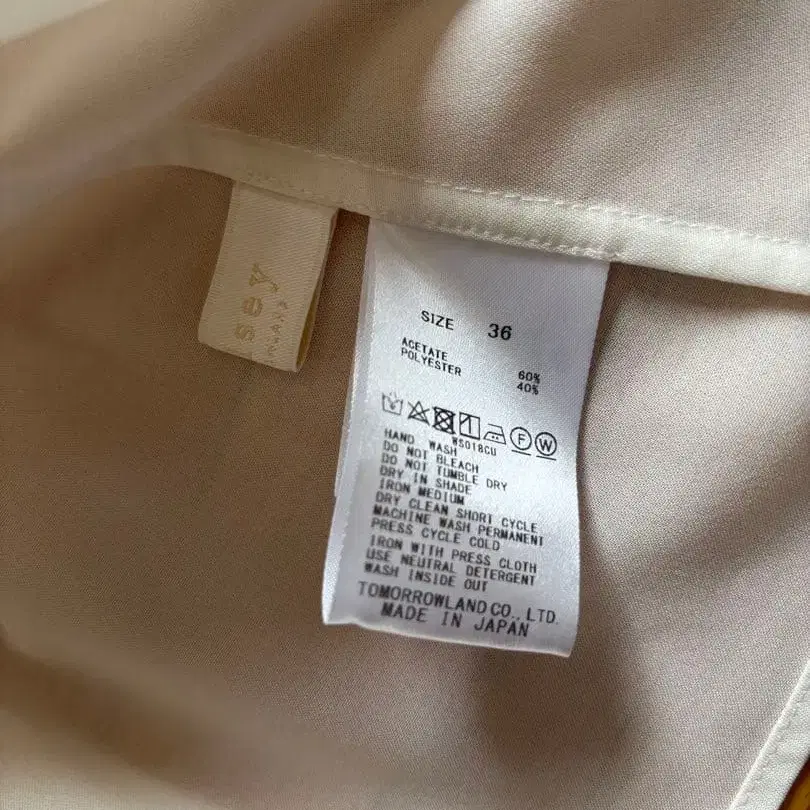 sey
SIZE 36
ACETATE 60%
POLYESTER 40%
F W
WS018CU
HAND WASH
DO NOT BLEACH
DO NOT TUMBLE DRY
DRY IN SHADE
IRON MEDIUM
DRY CLEAN SHORT CYCLE
MACHINE WASH PERMANENT
PRESS CYCLE COLD
IRON WITH PRESS CLOTH
USE NEUTRAL DETERGENT
WASH INSIDE OUT
TOMORROWLAND CO., LTD.
MADE IN JAPAN